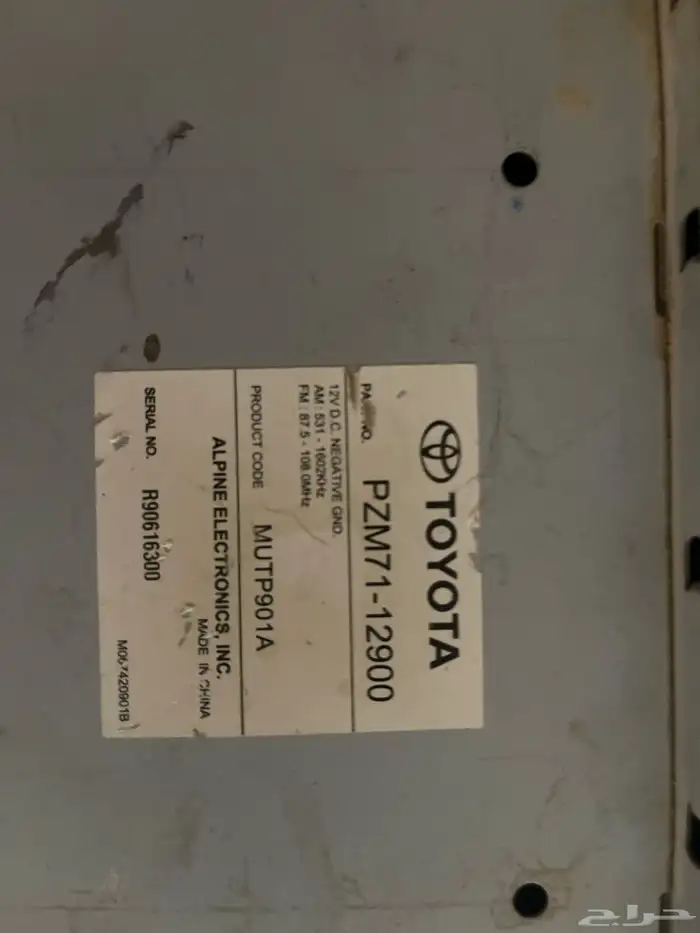 TOYOTA
PART NO. PZM71-12900
12V D.C. NEGATIVE GND.
AM : 531 - 1602KHz
FM : 87.5 - 108.0MHz
PRODUCT CODE MUTP901A
ALPINE ELECTRONICS, INC.
MADE IN CHINA
SERIAL NO. R90616300
حراج